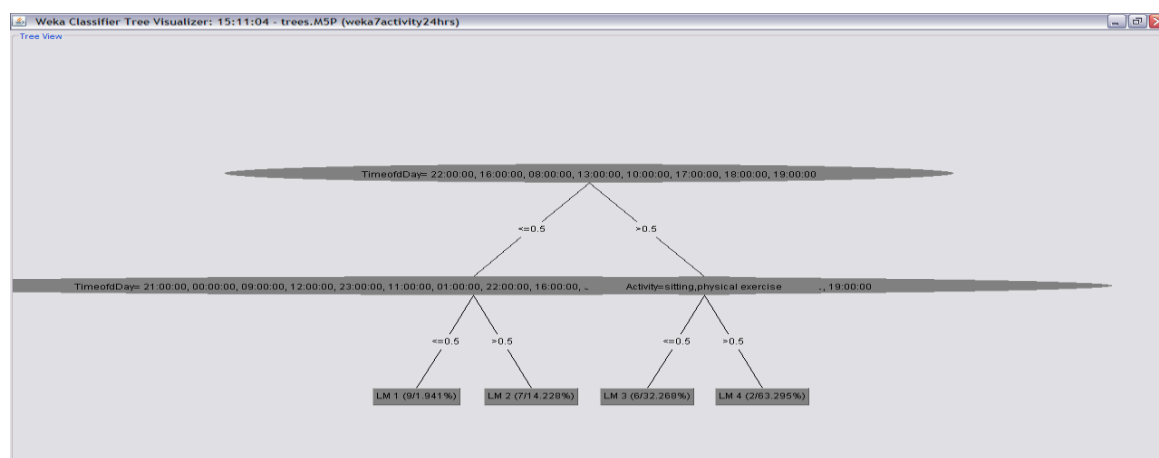 Weka Classifier Tree Visualizer: 15:11:04 - trees.M5P (weka7activity24hrs)
Tree View
TimeofdDay= 22:00:00, 16:00:00, 08:00:00, 13:00:00, 10:00:00, 17:00:00, 18:00:00, 19:00:00
<=0.5 >0.5
TimeofdDay= 21:00:00, 00:00:00, 09:00:00, 12:00:00, 23:00:00, 11:00:00, 01:00:00, 22:00:00, 16:00:00, .. Activity=sitting,physical exercise ., 19:00:00
<=0.5 >0.5 <=0.5 >0.5
LM 1 (9/1.941%) LM 2 (7/14.228%) LM 3 (6/32.268%) LM 4 (2/63.295%)